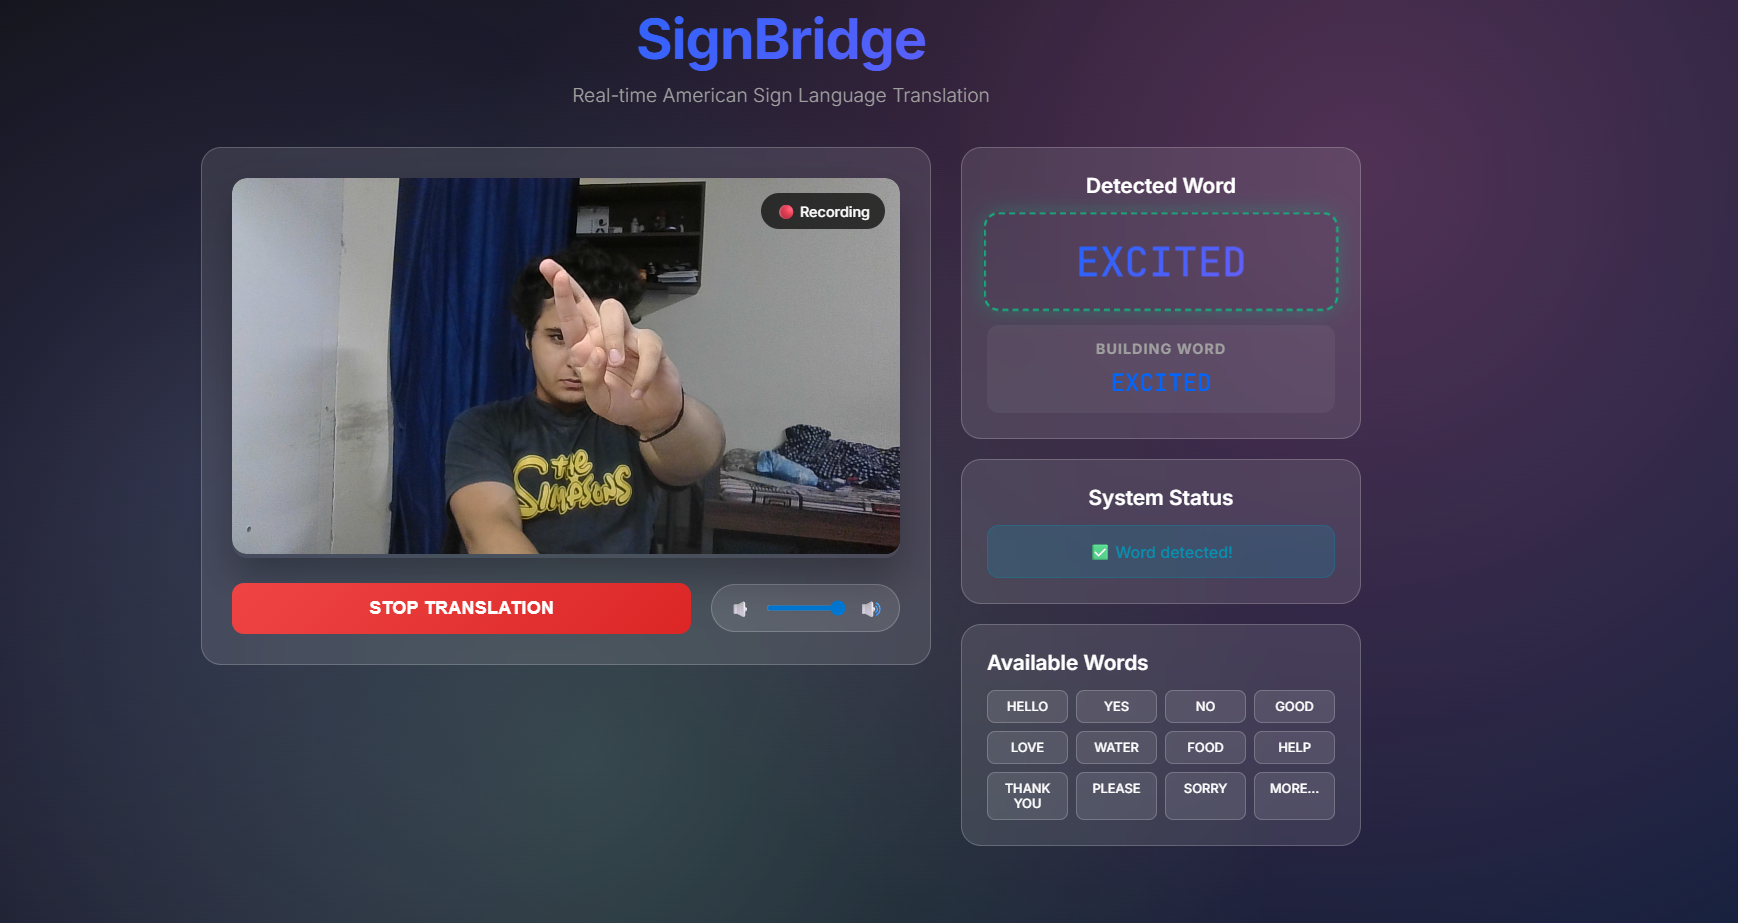 SignBridge
Real-time American Sign Language Translation
Recording
the
Simpsons
STOP TRANSLATION
Detected Word
EXCITED
BUILDING WORD
EXCITED
System Status
✅ Word detected!
Available Words
HELLO YES NO GOOD
LOVE WATER FOOD HELP
THANK YOU PLEASE SORRY MORE...